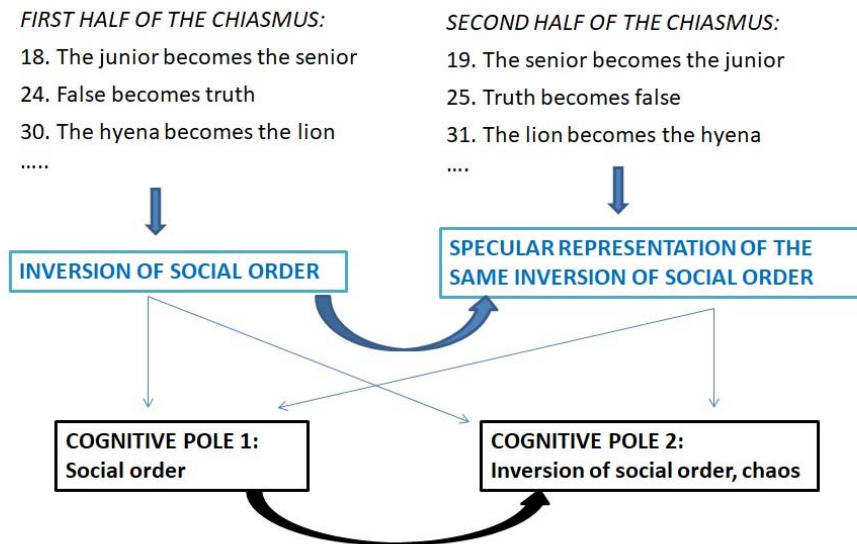 FIRST HALF OF THE CHIASMUS:
18. The junior becomes the senior
24. False becomes truth
30. The hyena becomes the lion
.....
SECOND HALF OF THE CHIASMUS:
19. The senior becomes the junior
25. Truth becomes false
31. The lion becomes the hyena
....
INVERSION OF SOCIAL ORDER
SPECULAR REPRESENTATION OF THE
SAME INVERSION OF SOCIAL ORDER
COGNITIVE POLE 1:
Social order
COGNITIVE POLE 2:
Inversion of social order, chaos